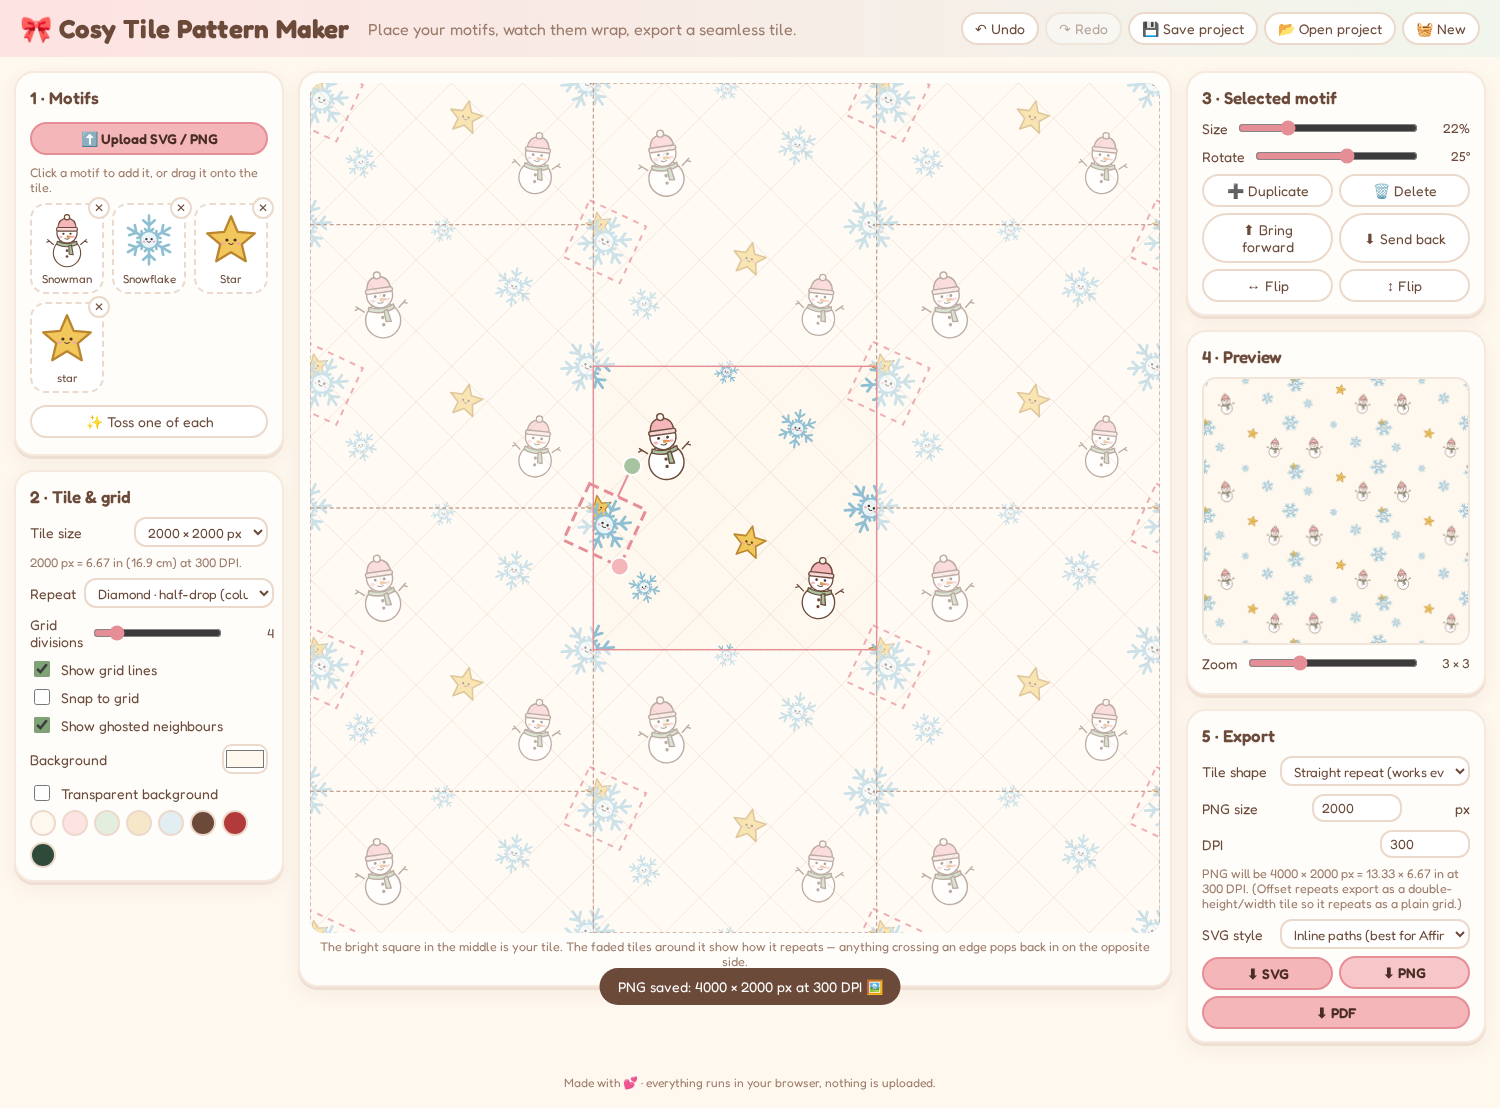 🎀 Cosy Tile Pattern Maker
Place your motifs, watch them wrap, export a seamless tile.
↶ Undo
↷ Redo
💾 Save project
📂 Open project
🧺 New
1 · Motifs
⬆️ Upload SVG / PNG
Click a motif to add it, or drag it onto the
tile.
✕
✕
✕
Snowman
Snowflake
Star
✕
star
✨ Toss one of each
2 · Tile & grid
Tile size
2000 × 2000 px
2000 px = 6.67 in (16.9 cm) at 300 DPI.
Repeat
Diamond · half-drop (colu
Grid
divisions
4
Show grid lines
Snap to grid
Show ghosted neighbours
Background
Transparent background
The bright square in the middle is your tile. The faded tiles around it show how it repeats — anything crossing an edge pops back in on the opposite
side.
PNG saved: 4000 × 2000 px at 300 DPI 🖼️
3 · Selected motif
Size
22%
Rotate
25°
➕ Duplicate
🗑️ Delete
⬆ Bring
forward
⬇ Send back
↔ Flip
↕ Flip
4 · Preview
Zoom
3 × 3
5 · Export
Tile shape
Straight repeat (works ev
PNG size
2000
px
DPI
300
PNG will be 4000 × 2000 px = 13.33 × 6.67 in at
300 DPI. (Offset repeats export as a double-
height/width tile so it repeats as a plain grid.)
SVG style
Inline paths (best for Affir
⬇ SVG
⬇ PNG
⬇ PDF
Made with 💕 · everything runs in your browser, nothing is uploaded.